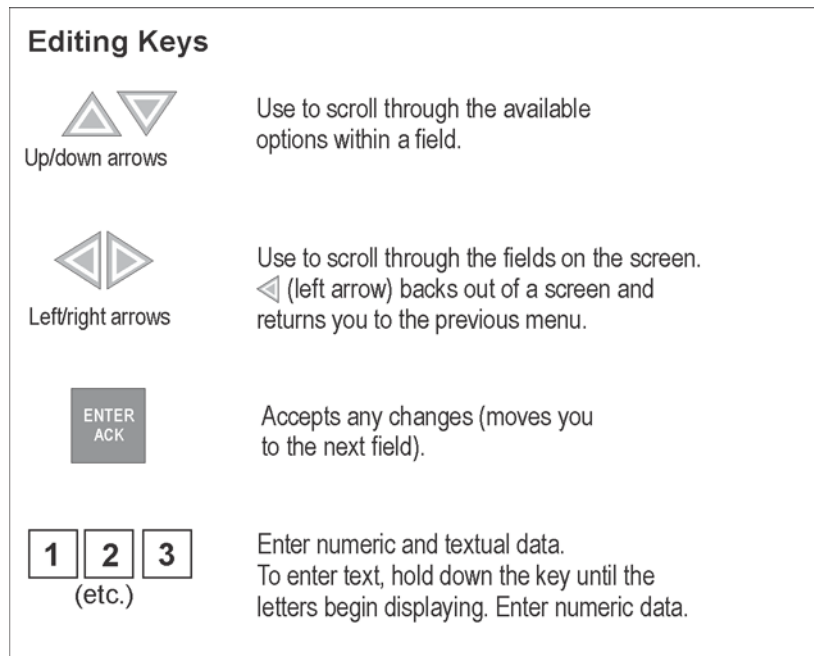 Editing Keys
Up/down arrows
Use to scroll through the available
options within a field.
Left/right arrows
Use to scroll through the fields on the screen.
(left arrow) backs out of a screen and
returns you to the previous menu.
ENTER
ACK
Accepts any changes (moves you
to the next field).
1 2 3
(etc.)
Enter numeric and textual data.
To enter text, hold down the key until the
letters begin displaying. Enter numeric data.